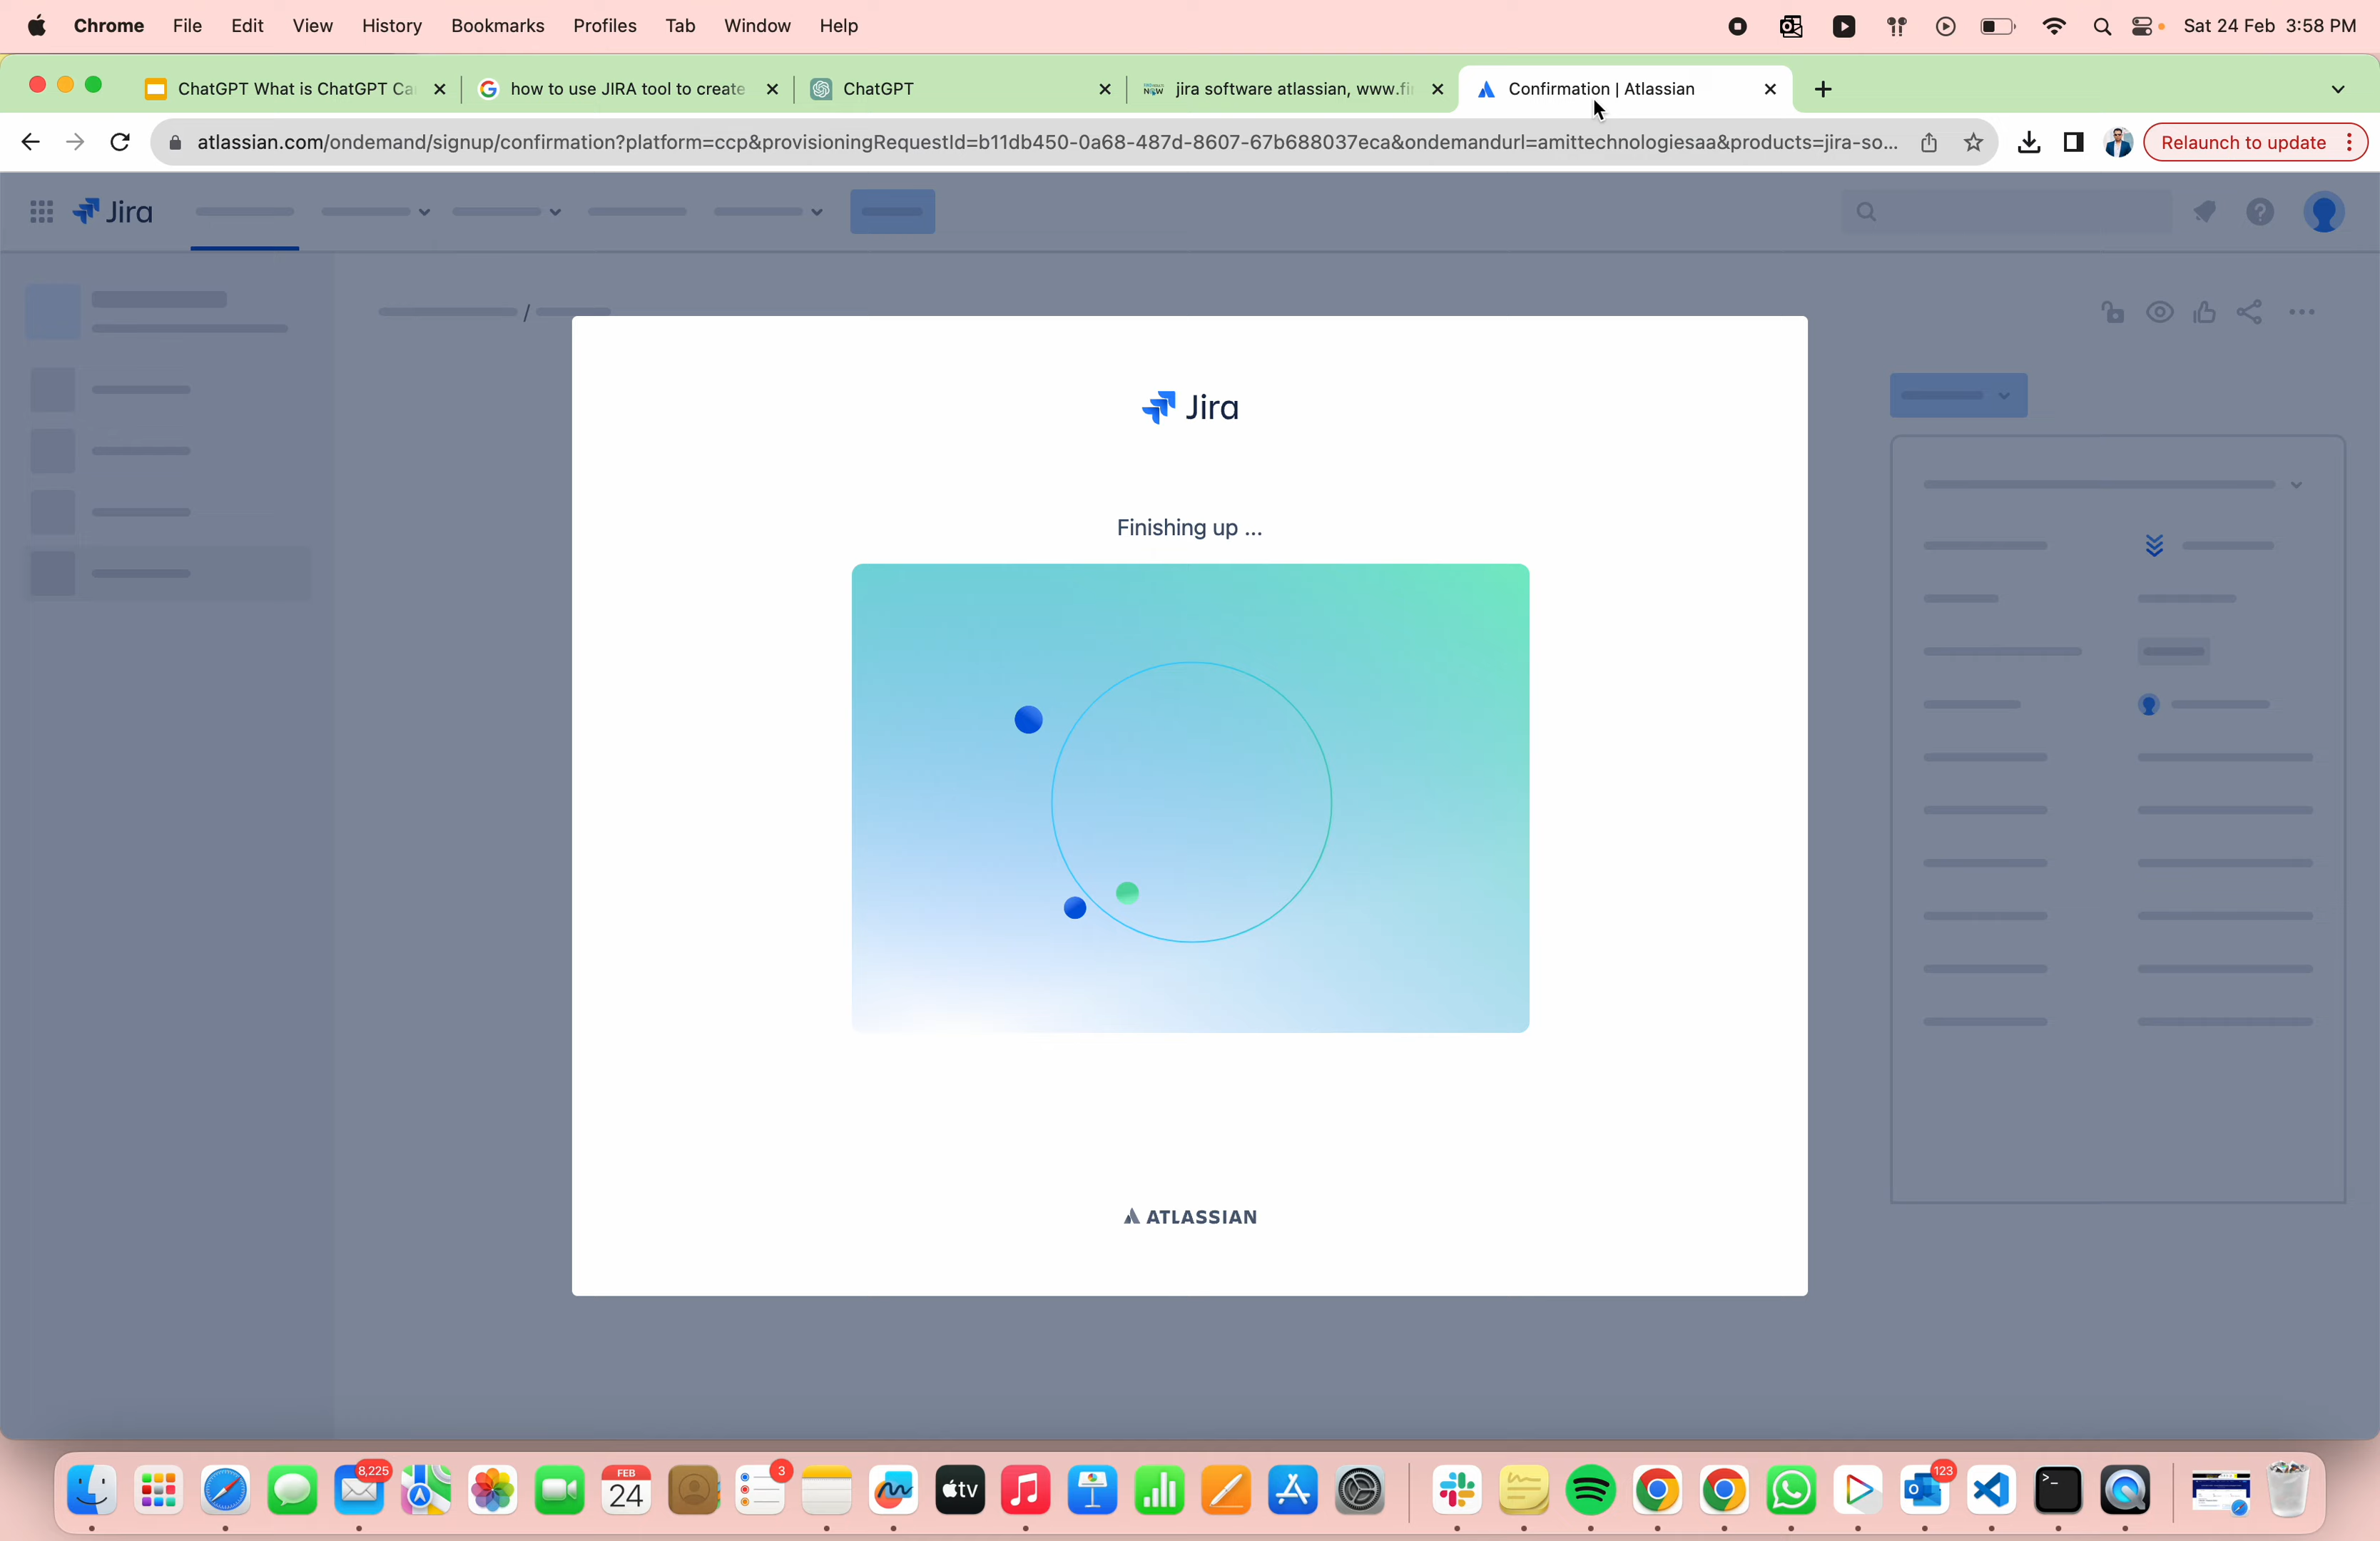 Chrome File Edit View History Bookmarks Profiles Tab Window Help Sat 24 Feb 3:58 PM
ChatGPT What is ChatGPT Ca
how to use JIRA tool to create
ChatGPT
jira software atlassian, www.fi
Confirmation | Atlassian
atlassian.com/ondemand/signup/confirmation?platform=ccp&provisioningRequestId=b11db450-0a68-487d-8607-67b688037eca&ondemandurl=amittechnologiesaa&products=jira-so...
Relaunch to update
Jira
Jira
Finishing up ...
ATLASSIAN
8,225
FEB
24
3
tv
123